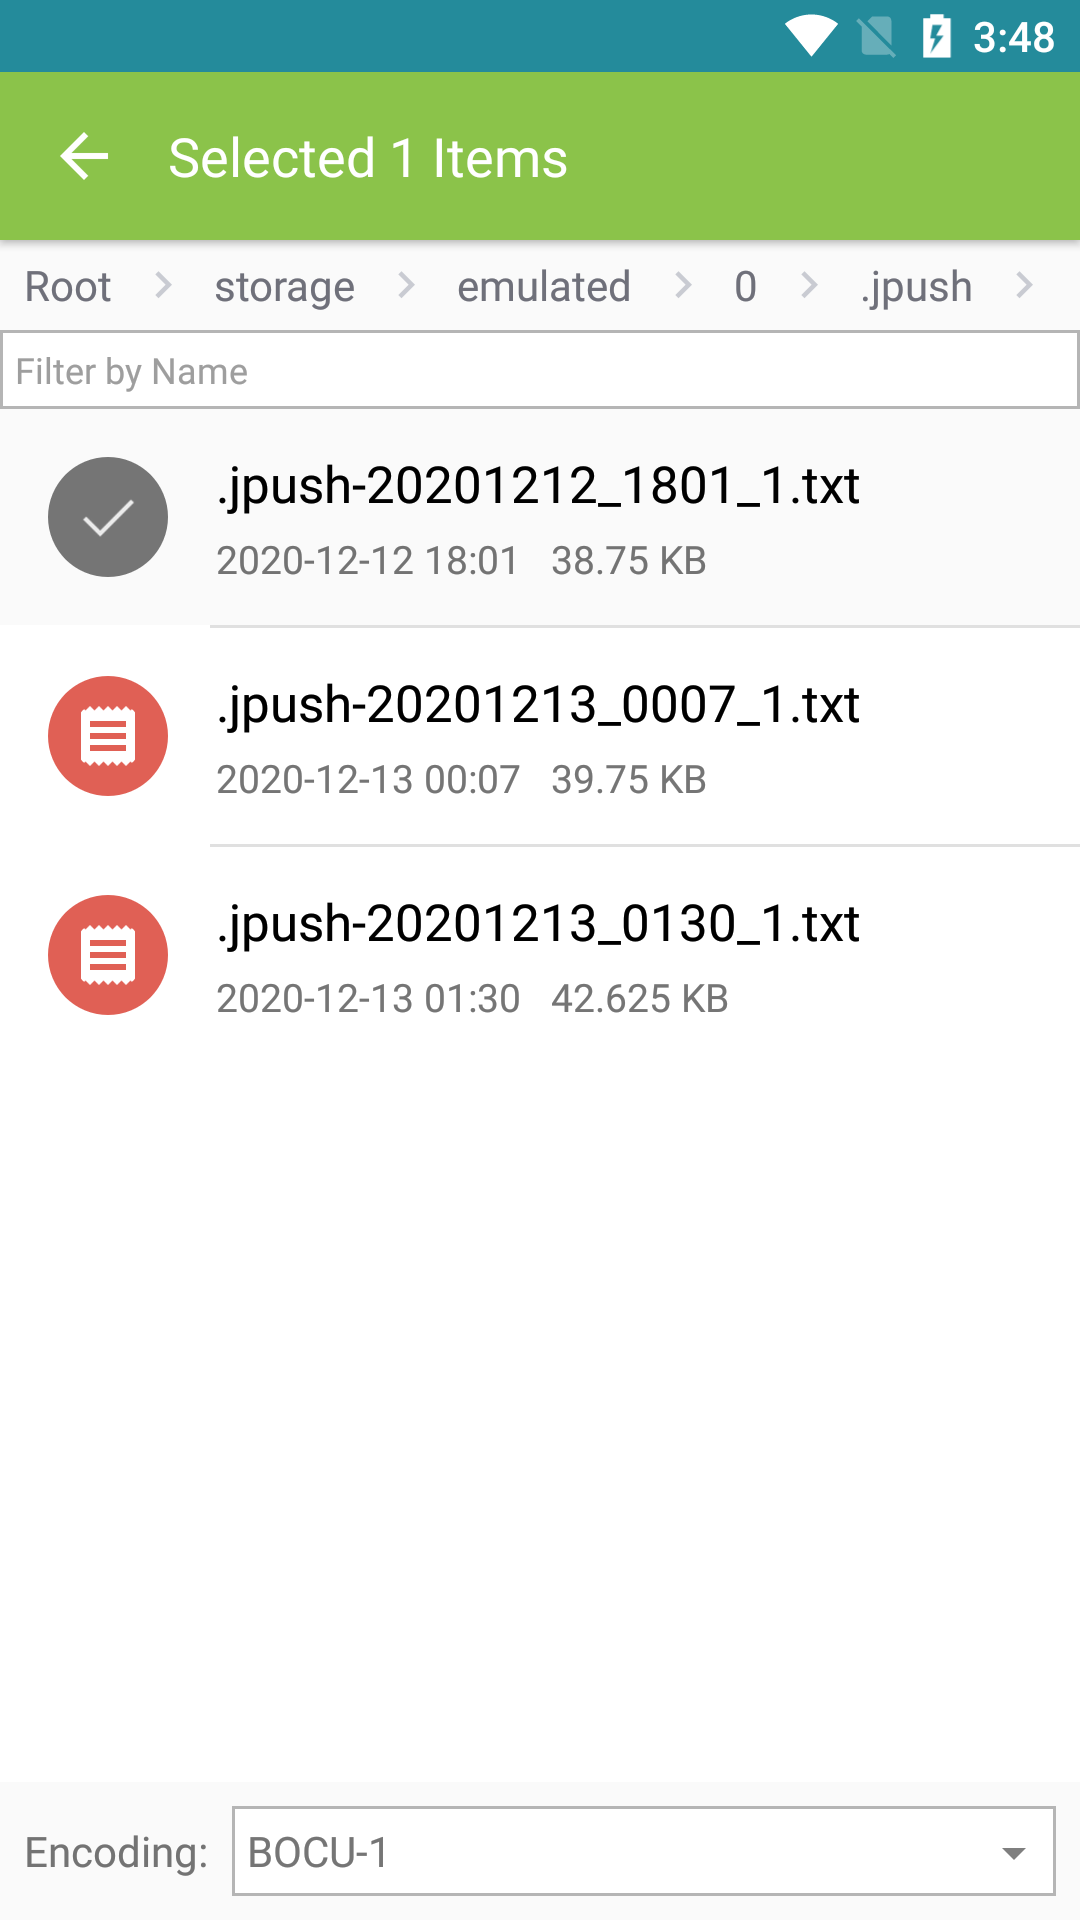 3:48
Selected 1 Items
Root storage emulated 0 .jpush
Filter by Name
.jpush-20201212_1801_1.txt
2020-12-12 18:01 38.75 KB
.jpush-20201213_0007_1.txt
2020-12-13 00:07 39.75 KB
.jpush-20201213_0130_1.txt
2020-12-13 01:30 42.625 KB
Encoding: BOCU-1